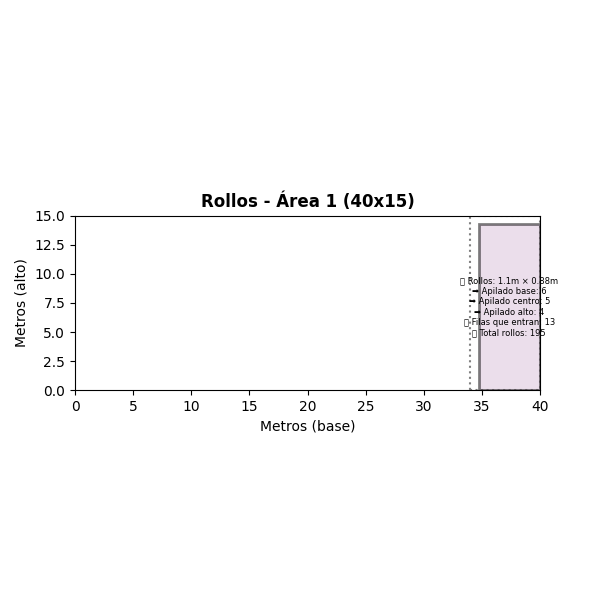 Rollos - Área 1 (40x15)
Metros (alto)
15.0
12.5
10.0
7.5
5.0
2.5
0.0
Rollos: 1.1m × 0.88m
➡ Apilado base: 6
➡ Apilado centro: 5
➡ Apilado alto: 4
Filas que entran: 13
Total rollos: 195
0 5 10 15 20 25 30 35 40
Metros (base)